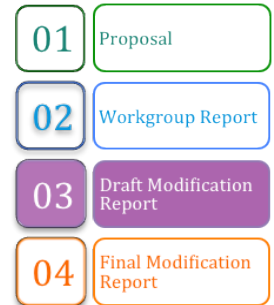 01 Proposal
02 Workgroup Report
03 Draft Modification
Report
04 Final Modification
Report